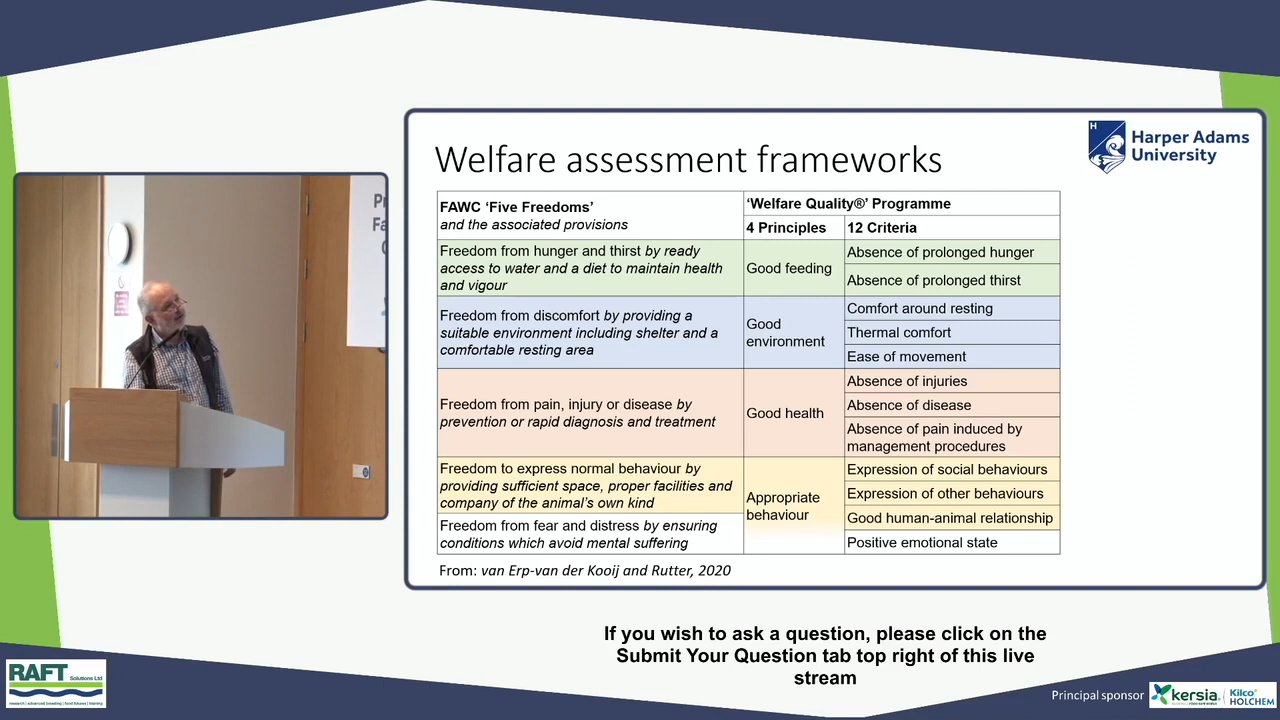 Harper Adams
University
Welfare assessment frameworks
FAWC ‘Five Freedoms’
and the associated provisions
‘Welfare Quality®’ Programme
4 Principles
12 Criteria
Freedom from hunger and thirst by ready
access to water and a diet to maintain health
and vigour
Good feeding
Absence of prolonged hunger
Absence of prolonged thirst
Freedom from discomfort by providing a
suitable environment including shelter and a
comfortable resting area
Good
environment
Comfort around resting
Thermal comfort
Ease of movement
Freedom from pain, injury or disease by
prevention or rapid diagnosis and treatment
Good health
Absence of injuries
Absence of disease
Absence of pain induced by
management procedures
Freedom to express normal behaviour by
providing sufficient space, proper facilities and
company of the animal’s own kind
Freedom from fear and distress by ensuring
conditions which avoid mental suffering
Appropriate
behaviour
Expression of social behaviours
Expression of other behaviours
Good human-animal relationship
Positive emotional state
From: van Erp-van der Kooij and Rutter, 2020
If you wish to ask a question, please click on the
Submit Your Question tab top right of this live
stream
RAFT
Solutions Ltd
research | advanced breeding | food futures | training
Principal sponsor
kersia
Kilco
HOLCHEM